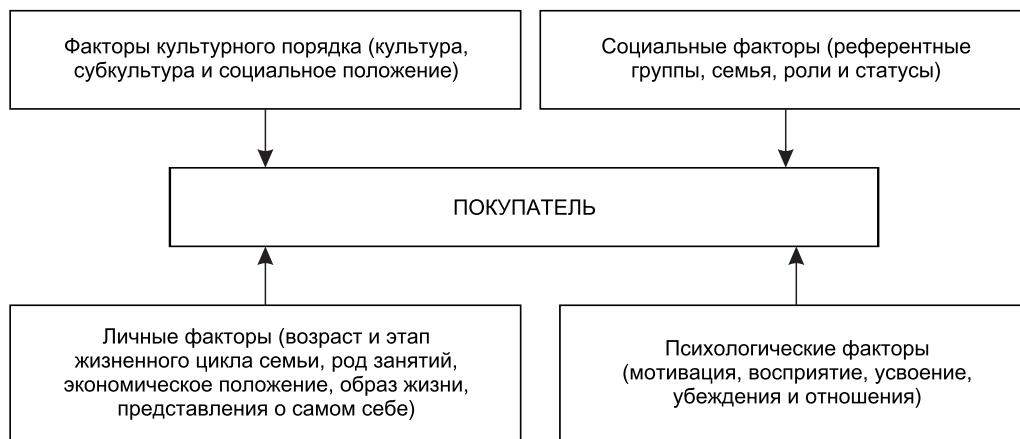 Факторы культурного порядка (культура,
субкультура и социальное положение)
Социальные факторы (референтные
группы, семья, роли и статусы)
ПОКУПАТЕЛЬ
Личные факторы (возраст и этап
жизненного цикла семьи, род занятий,
экономическое положение, образ жизни,
представления о самом себе)
Психологические факторы
(мотивация, восприятие, усвоение,
убеждения и отношения)